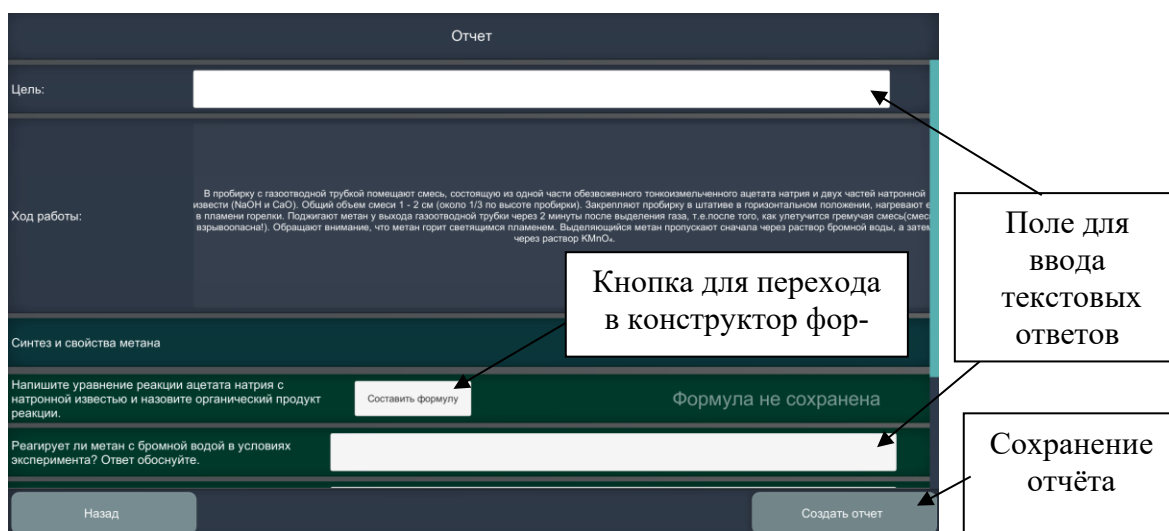 Отчет
Цель:
Ход работы:
В пробирку с газоотводной трубкой помещают смесь, состоящую из одной части обезвоженного тонкоизмельченного ацетата натрия и двух частей натронной
извести (NaOH и CaO). Общий объем смеси 1 - 2 см (около 1/3 по высоте пробирки). Закрепляют пробирку в штативе в горизонтальном положении, нагревают е
в пламени горелки. Поджигают метан у выхода газоотводной трубки через 2 минуты после выделения газа, т.е.после того, как улетучится гремучая смесь(смес
взрывоопасна!). Обращают внимание, что метан горит светящимся пламенем. Выделяющийся метан пропускают сначала через раствор бромной воды, а затем
через раствор KMnO₄.
Поле для
ввода
текстовых
ответов
Кнопка для перехода
в конструктор фор-
Синтез и свойства метана
Напишите уравнение реакции ацетата натрия с
натронной известью и назовите органический продукт
реакции.
Составить формулу
Формула не сохранена
Реагирует ли метан с бромной водой в условиях
эксперимента? Ответ обоснуйте.
Сохранение
отчёта
Назад
Создать отчет